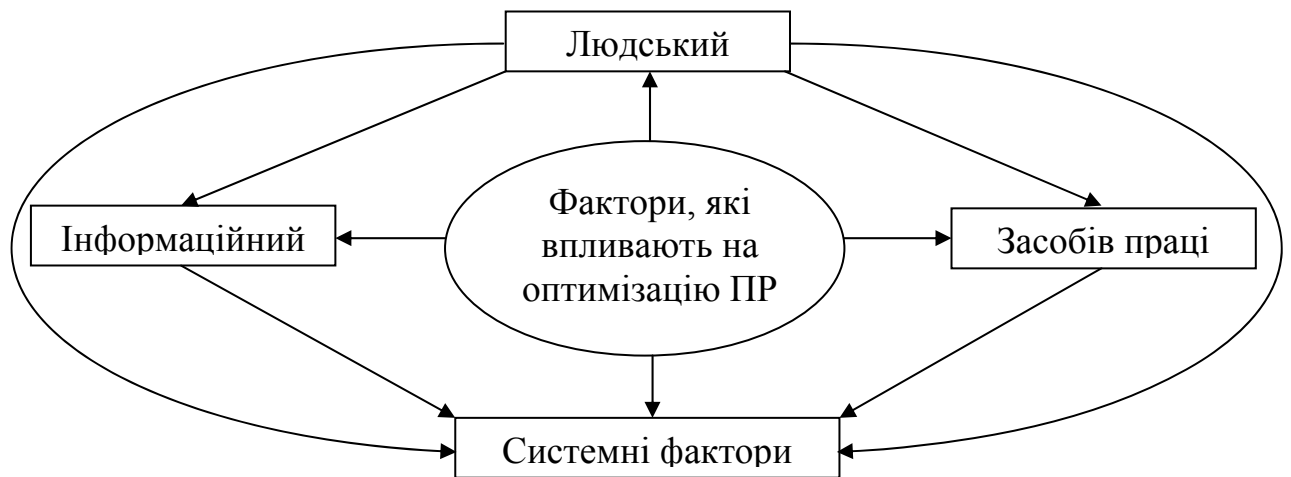 Людський
Фактори, які
впливають на
оптимізацію ПР
Інформаційний
Засобів праці
Системні фактори